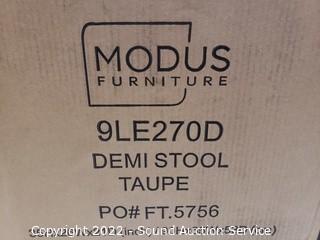 MODUS
FURNITURE
9LE270D
DEMI STOOL
TAUPE
PO# FT.5756
Copyright 2022 - Sound Auction Service